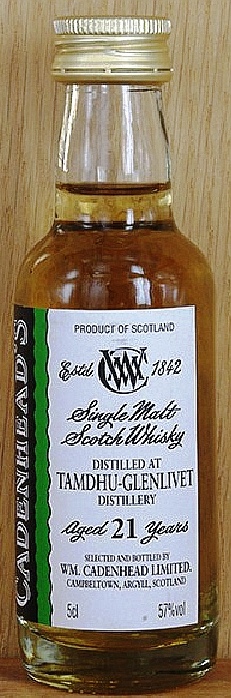 CADENHEAD'S
PRODUCT OF SCOTLAND
Estd WMC 1842
Single Malt
Scotch Whisky
DISTILLED AT
TAMDHU-GLENLIVET
DISTILLERY
Aged 21 Years
SELECTED AND BOTTLED BY
WM. CADENHEAD LIMITED.
CAMPBELTOWN, ARGYLL, SCOTLAND
5cl 57%vol